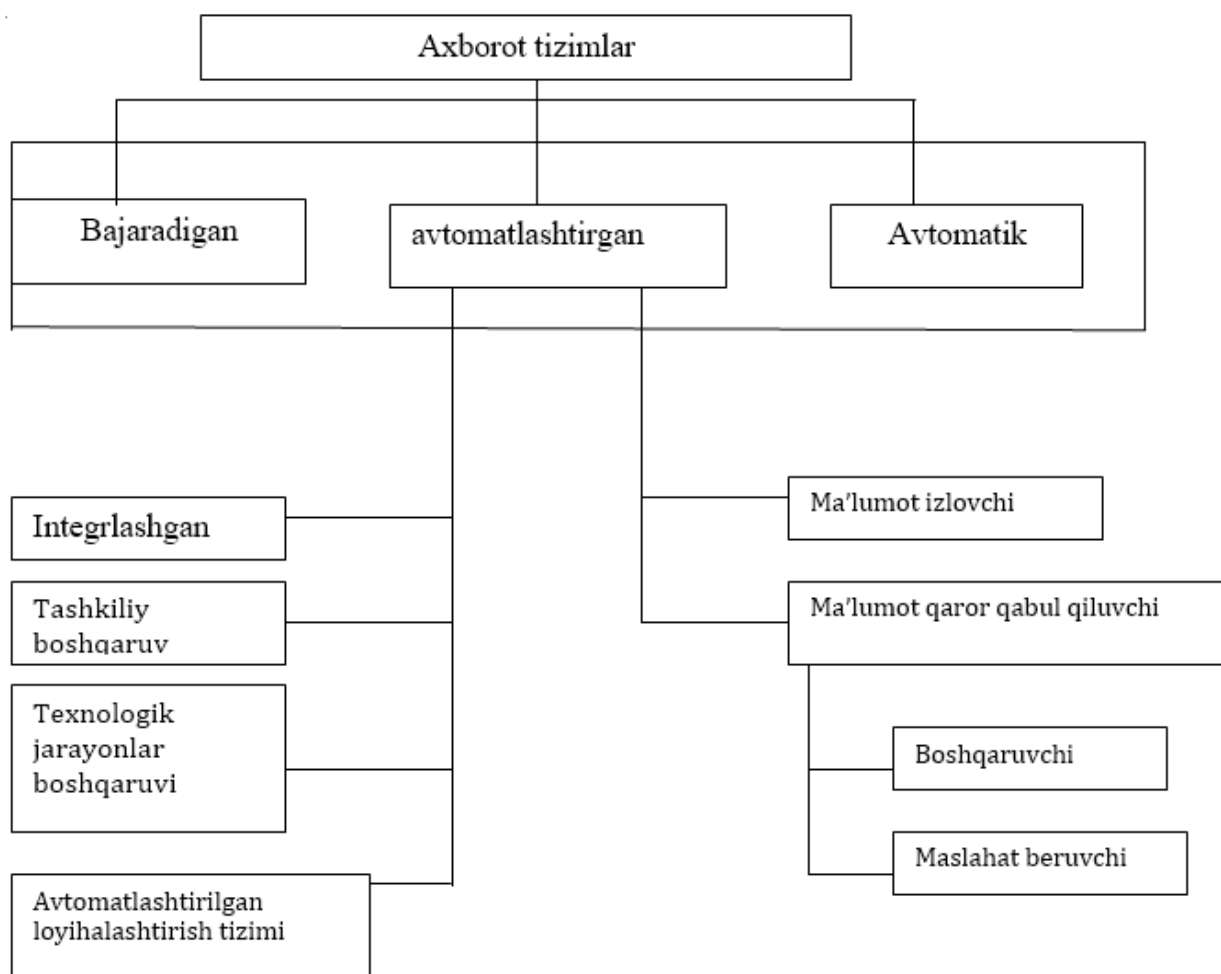 Axborot tizimlar
Bajaradigan
avtomatlashtirgan
Avtomatik
Integrlashgan
Tashkiliy
boshqaruv
Texnologik
jarayonlar
boshqaruvi
Avtomatlashtirilgan
loyihalashtirish tizimi
Ma’lumot izlovchi
Ma’lumot qaror qabul qiluvchi
Boshqaruvchi
Maslahat beruvchi